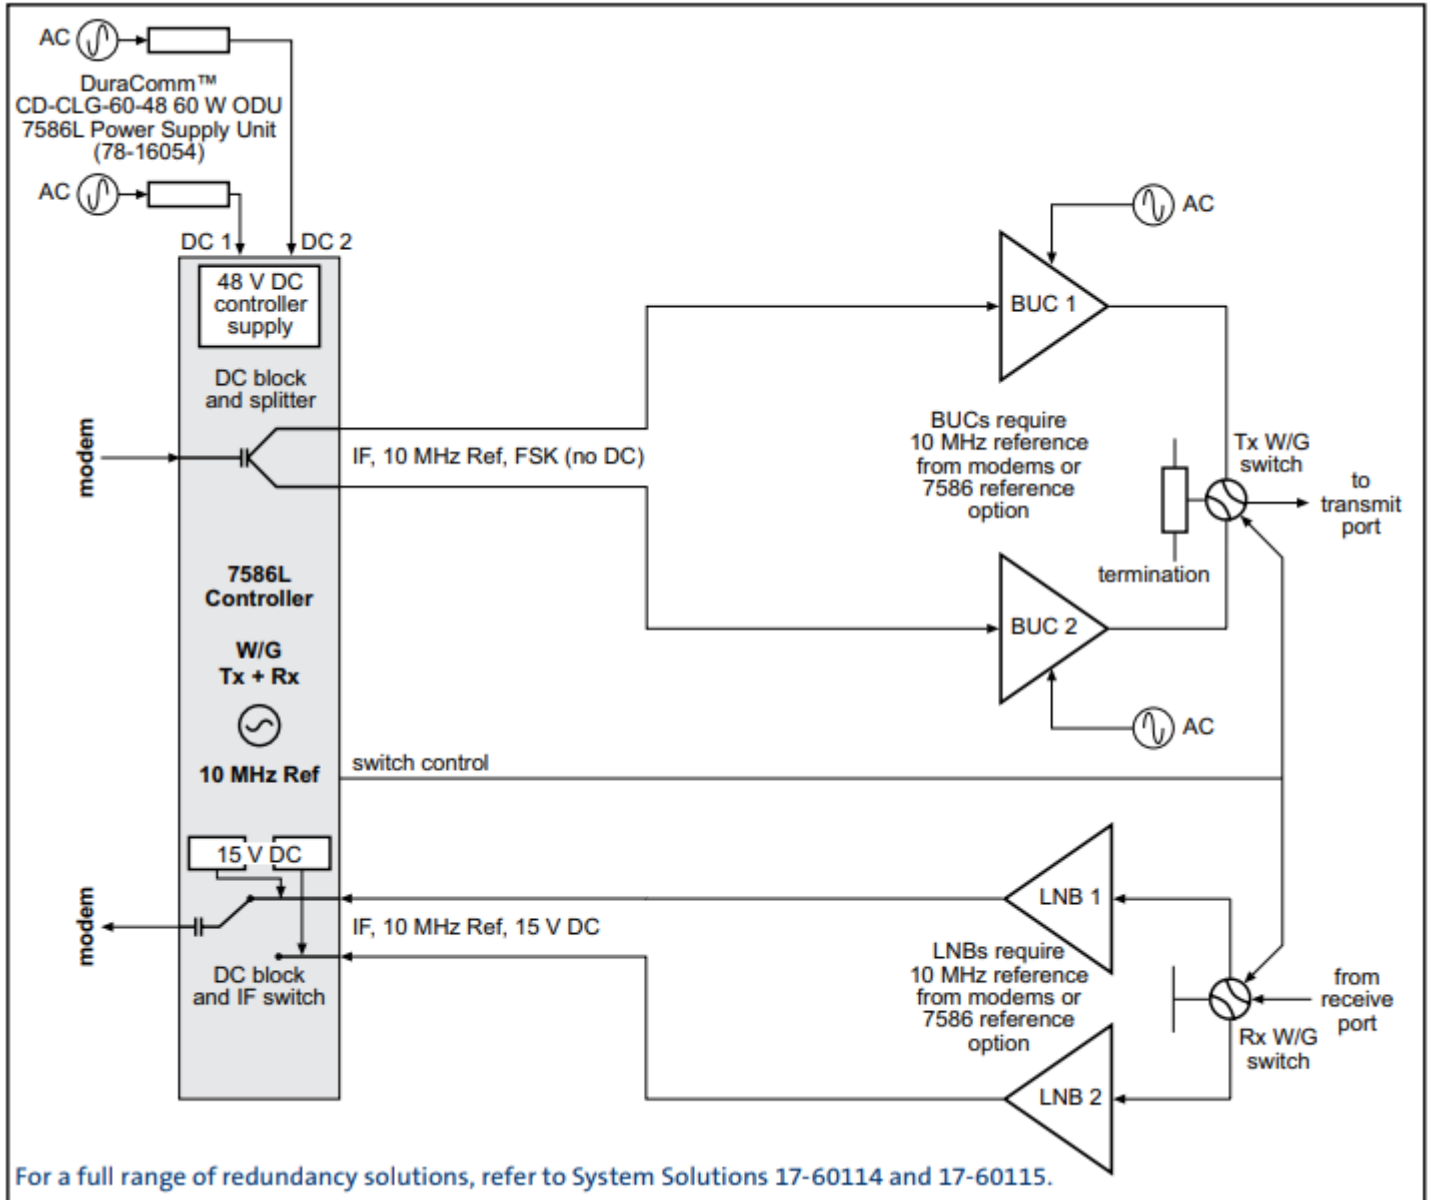 AC
DuraComm™
CD-CLG-60-48 60 W ODU
7586L Power Supply Unit
(78-16054)
AC
DC 1
DC 2
48 V DC
controller
supply
DC block
and splitter
modem
IF, 10 MHz Ref, FSK (no DC)
7586L
Controller
W/G
Tx + Rx
10 MHz Ref
switch control
15 V DC
modem
IF, 10 MHz Ref, 15 V DC
DC block
and IF switch
AC
BUC 1
BUCs require
10 MHz reference
from modems or
7586 reference
option
Tx W/G
switch
to
transmit
port
termination
BUC 2
AC
LNB 1
LNBs require
10 MHz reference
from modems or
7586 reference
option
from
receive
port
Rx W/G
switch
LNB 2
For a full range of redundancy solutions, refer to System Solutions 17-60114 and 17-60115.